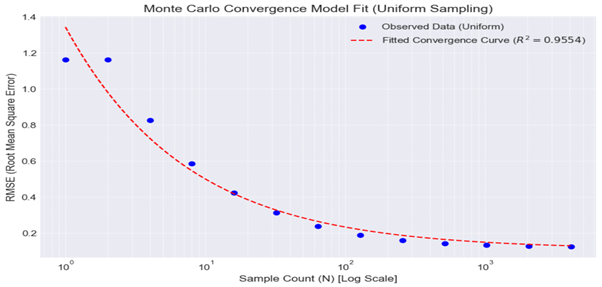 Monte Carlo Convergence Model Fit (Uniform Sampling)
Observed Data (Uniform)
Fitted Convergence Curve (R² = 0.9554)
RMSE (Root Mean Square Error)
1.4
1.2
1.0
0.8
0.6
0.4
0.2
10⁰
10¹
10²
10³
Sample Count (N) [Log Scale]